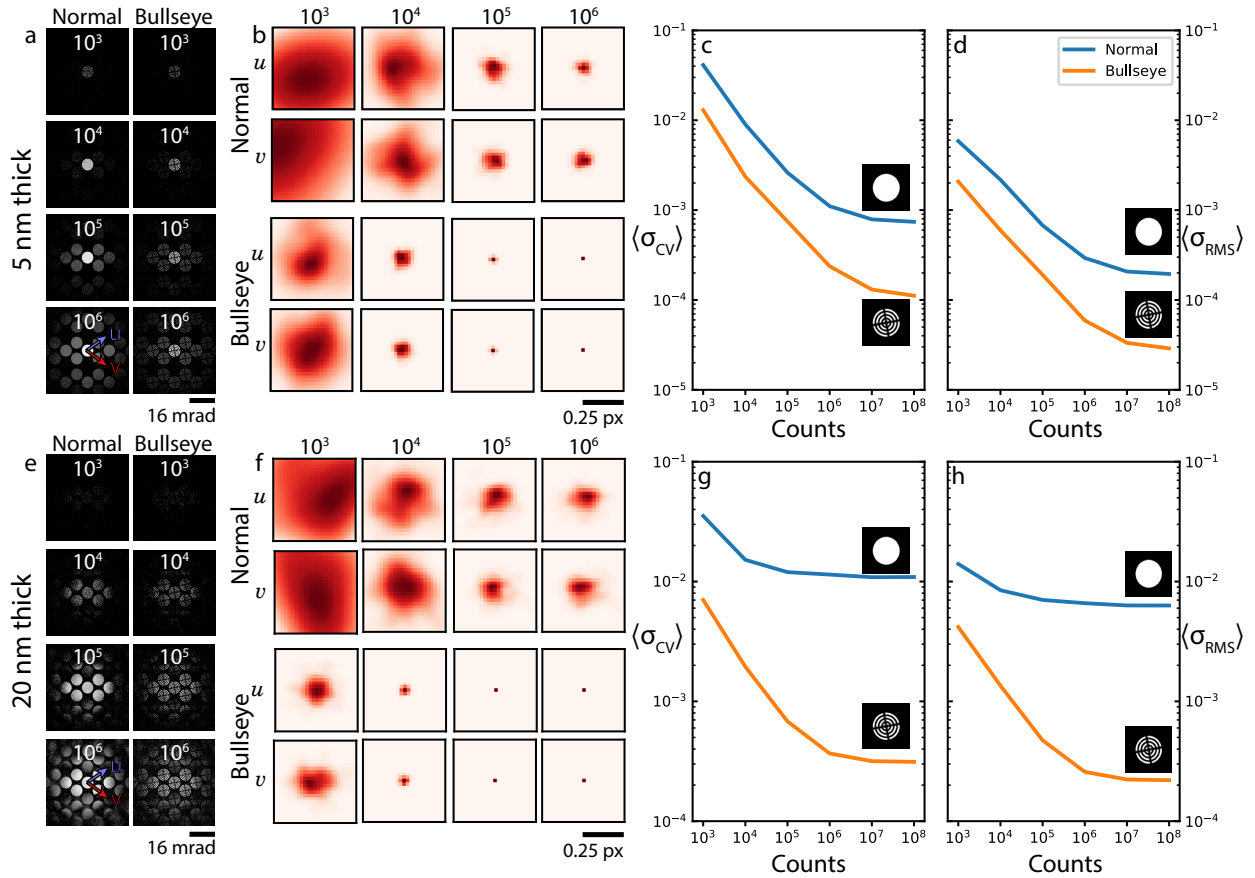 Normal Bullseye
a
10³ 10³
10⁴ 10⁴
10⁵ 10⁵
10⁶ 10⁶
LI
V
5 nm thick
16 mrad
b
10³ 10⁴ 10⁵ 10⁶
u
v
Normal
u
v
Bullseye
0.25 px
c
10⁻¹
10⁻²
10⁻³
10⁻⁴
10⁻⁵
⟨σCV⟩
10³ 10⁴ 10⁵ 10⁶ 10⁷ 10⁸
Counts
d
Normal
Bullseye
10⁻¹
10⁻²
10⁻³
10⁻⁴
10⁻⁵
⟨σRMS⟩
10³ 10⁴ 10⁵ 10⁶ 10⁷ 10⁸
Counts
Normal Bullseye
e
10³ 10³
10⁴ 10⁴
10⁵ 10⁵
10⁶ 10⁶
LI
V
20 nm thick
16 mrad
f
10³ 10⁴ 10⁵ 10⁶
u
v
Normal
u
v
Bullseye
0.25 px
g
10⁻¹
10⁻²
10⁻³
10⁻⁴
⟨σCV⟩
10³ 10⁴ 10⁵ 10⁶ 10⁷ 10⁸
Counts
h
10⁻¹
10⁻²
10⁻³
10⁻⁴
⟨σRMS⟩
10³ 10⁴ 10⁵ 10⁶ 10⁷ 10⁸
Counts